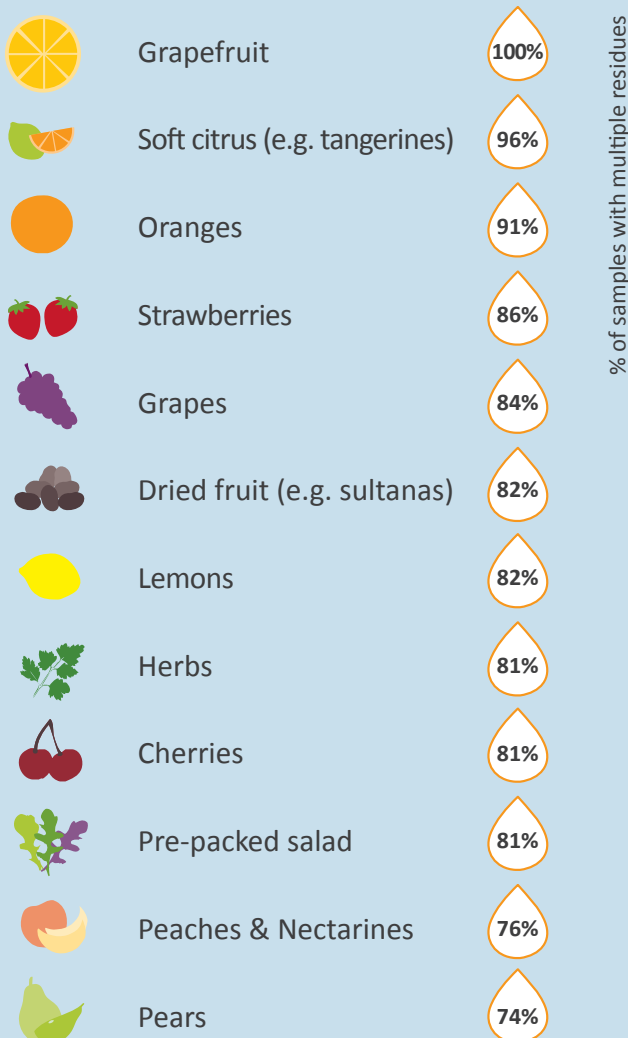 Grapefruit 100%
Soft citrus (e.g. tangerines) 96%
Oranges 91%
Strawberries 86%
Grapes 84%
Dried fruit (e.g. sultanas) 82%
Lemons 82%
Herbs 81%
Cherries 81%
Pre-packed salad 81%
Peaches & Nectarines 76%
Pears 74%
% of samples with multiple residues